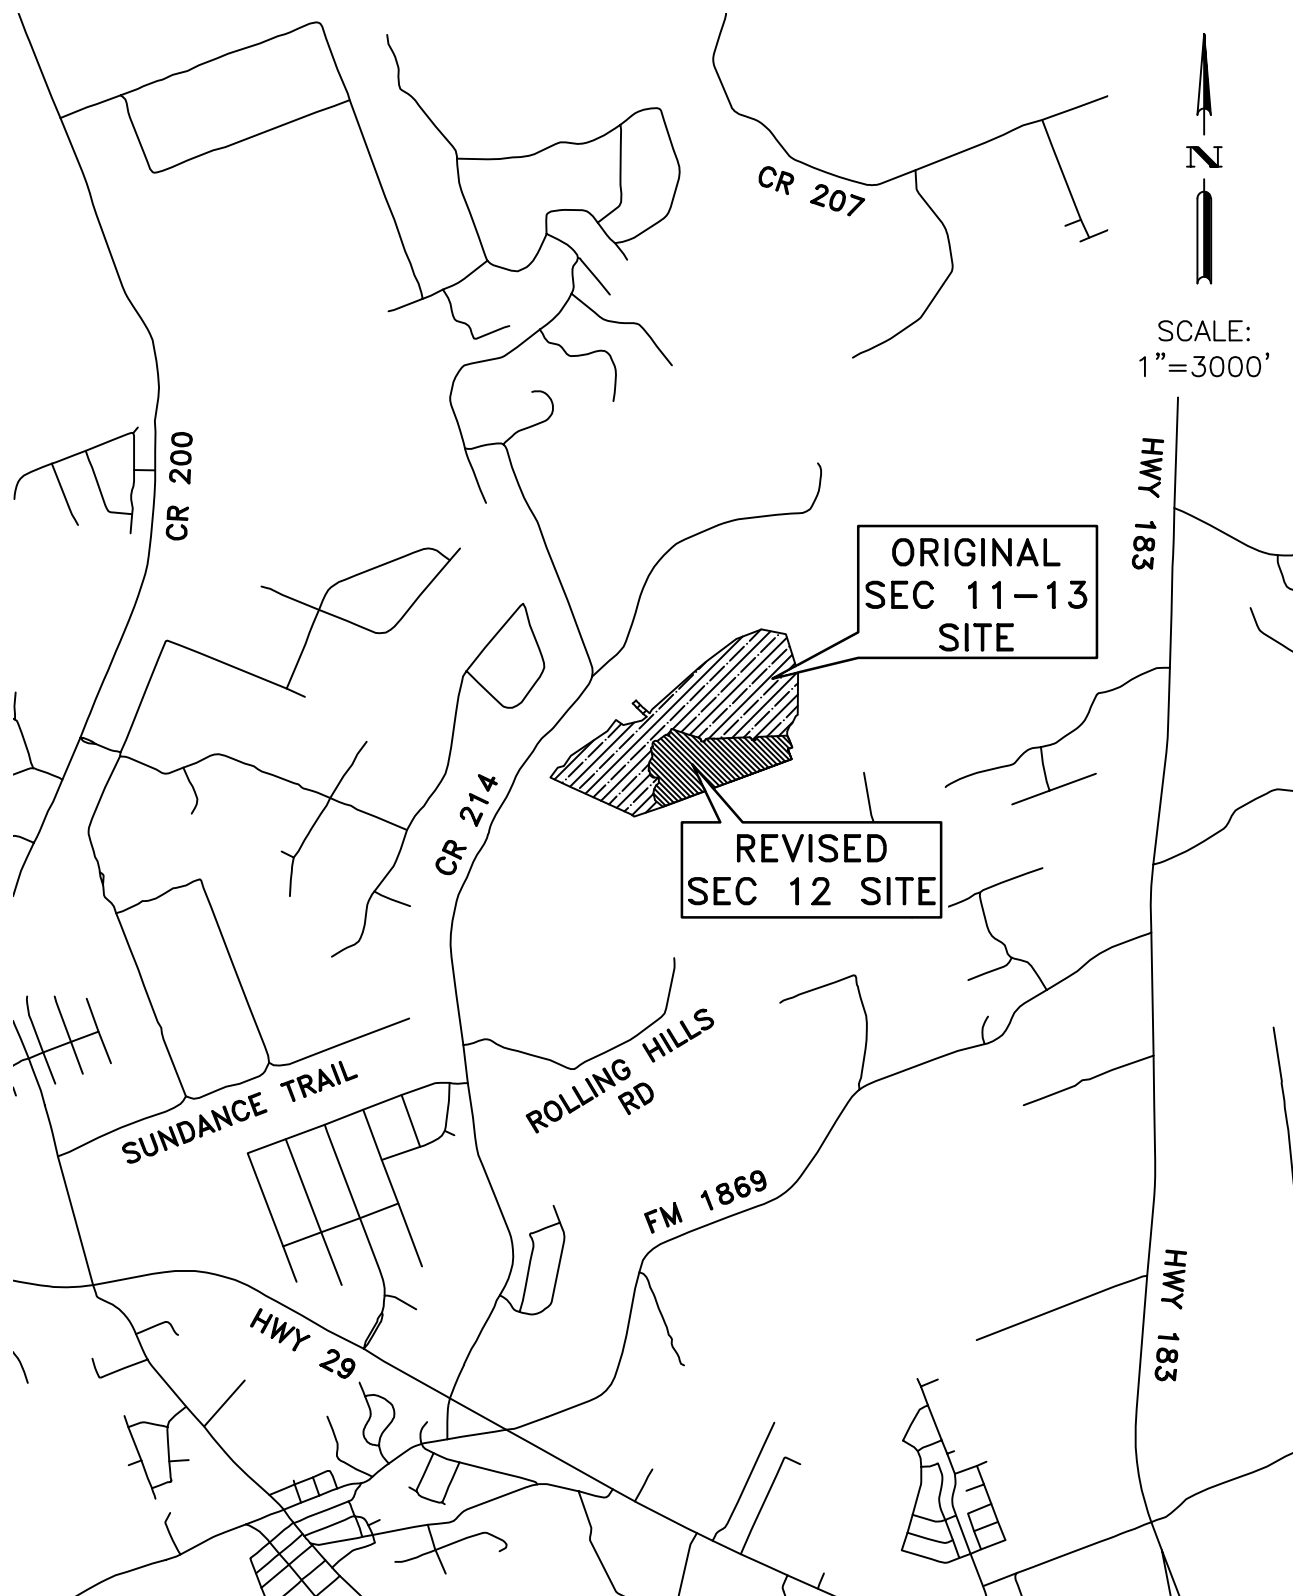 CR 207
N
SCALE:
1"=3000'
CR 200
HWY 183
ORIGINAL
SEC 11-13
SITE
CR 214
REVISED
SEC 12 SITE
ROLLING HILLS
RD
SUNDANCE TRAIL
FM 1869
HWY 183
HWY 29